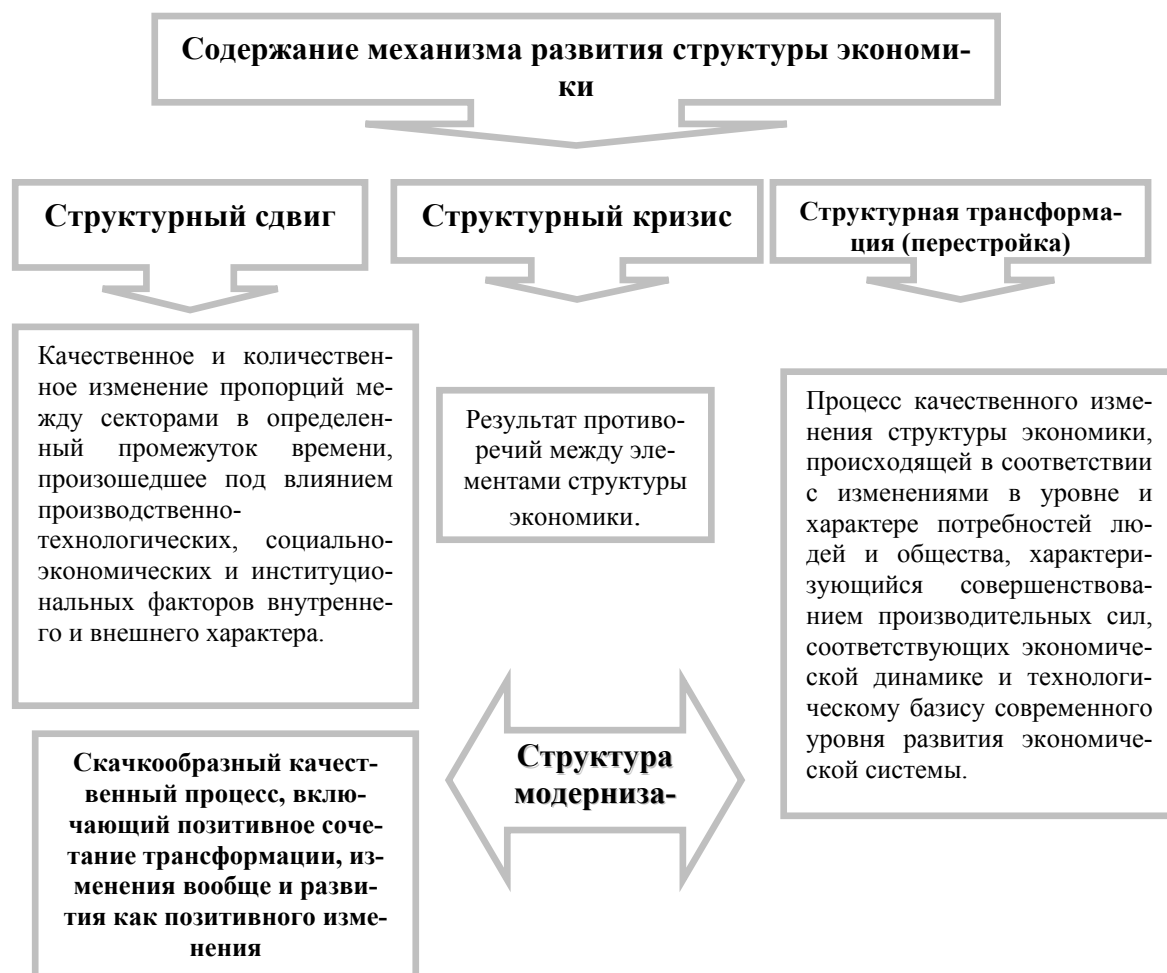 Содержание механизма развития структуры экономи-
ки
Структурный сдвиг
Структурный кризис
Структурная трансформа-
ция (перестройка)
Качественное и количествен-
ное изменение пропорций ме-
жду секторами в определен-
ный промежуток времени,
произошедшее под влиянием
производственно-
технологических, социально-
экономических и институцио-
нальных факторов внутренне-
го и внешнего характера.
Результат противо-
речий между эле-
ментами структуры
экономики.
Процесс качественного изме-
нения структуры экономики,
происходящей в соответствии
с изменениями в уровне и
характере потребностей лю-
дей и общества, характери-
зующийся совершенствова-
нием производительных сил,
соответствующих экономиче-
ской динамике и технологи-
ческому базису современного
уровня развития экономиче-
ской системы.
Скачкообразный качест-
венный процесс, вклю-
чающий позитивное соче-
тание трансформации, из-
менения вообще и разви-
тия как позитивного изме-
нения
Структура
модерниза-